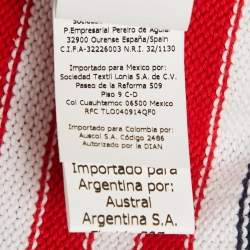 P.Empresarial Pereiro de Aguiar
32900 Ourense España/Spain
C.I.F.A-32226003 N.R.I. 32/1130
Importado para Mexico por:
Sociedad Textil Lonia S.A. de C.V.
Paseo de la Reforma 509
Piso 9 C-D
Col Cuauhtemoc 06500 Mexico
RFC TLO040914QF0
Importado para Colombia por:
Auscol S.A. Código 2486
Autorizado para la DIAN
Importado para
Argentina por:
Austral
Argentina S.A.